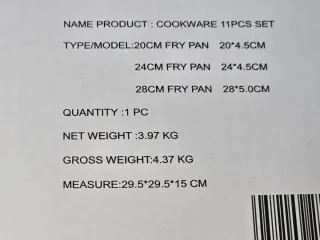 NAME PRODUCT : COOKWARE 11PCS SET
TYPE/MODEL:20CM FRY PAN 20*4.5CM
24CM FRY PAN 24*4.5CM
28CM FRY PAN 28*5.0CM
QUANTITY :1 PC
NET WEIGHT :3.97 KG
GROSS WEIGHT:4.37 KG
MEASURE:29.5*29.5*15 CM